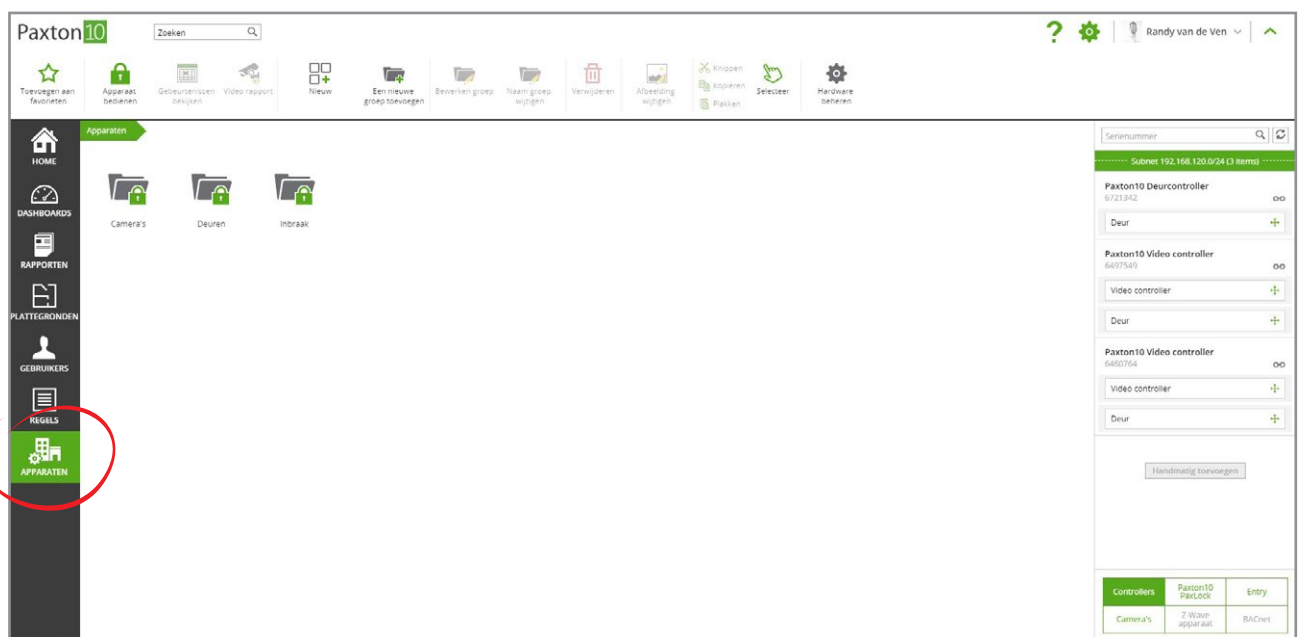 Paxton10
Zoeken
Randy van de Ven
Toevoegen aan
favorieten
Apparaat
bedienen
Gebeurtenissen
bekijken
Video rapport
Nieuw
Een nieuwe
groep toevoegen
Bewerken groep
Naam groep
wijzigen
Verwijderen
Afbeelding
wijzigen
Knippen
Kopieren
Plakken
Selecteer
Hardware
beheren
HOME
DASHBOARDS
RAPPORTEN
PLATTEGRONDEN
GEBRUIKERS
REGELS
APPARATEN
Apparaten
Camera's
Deuren
Inbraak
Serienummer
Subnet 192.168.120.0/24 (3 items)
Paxton10 Deurcontroller
6721342
Deur
Paxton10 Video controller
6497549
Video controller
Deur
Paxton10 Video controller
6460764
Video controller
Deur
Handmatig toevoegen
Controllers
Paxton10
PaxLock
Entry
Camera's
Z-Wave
apparaat
BACnet